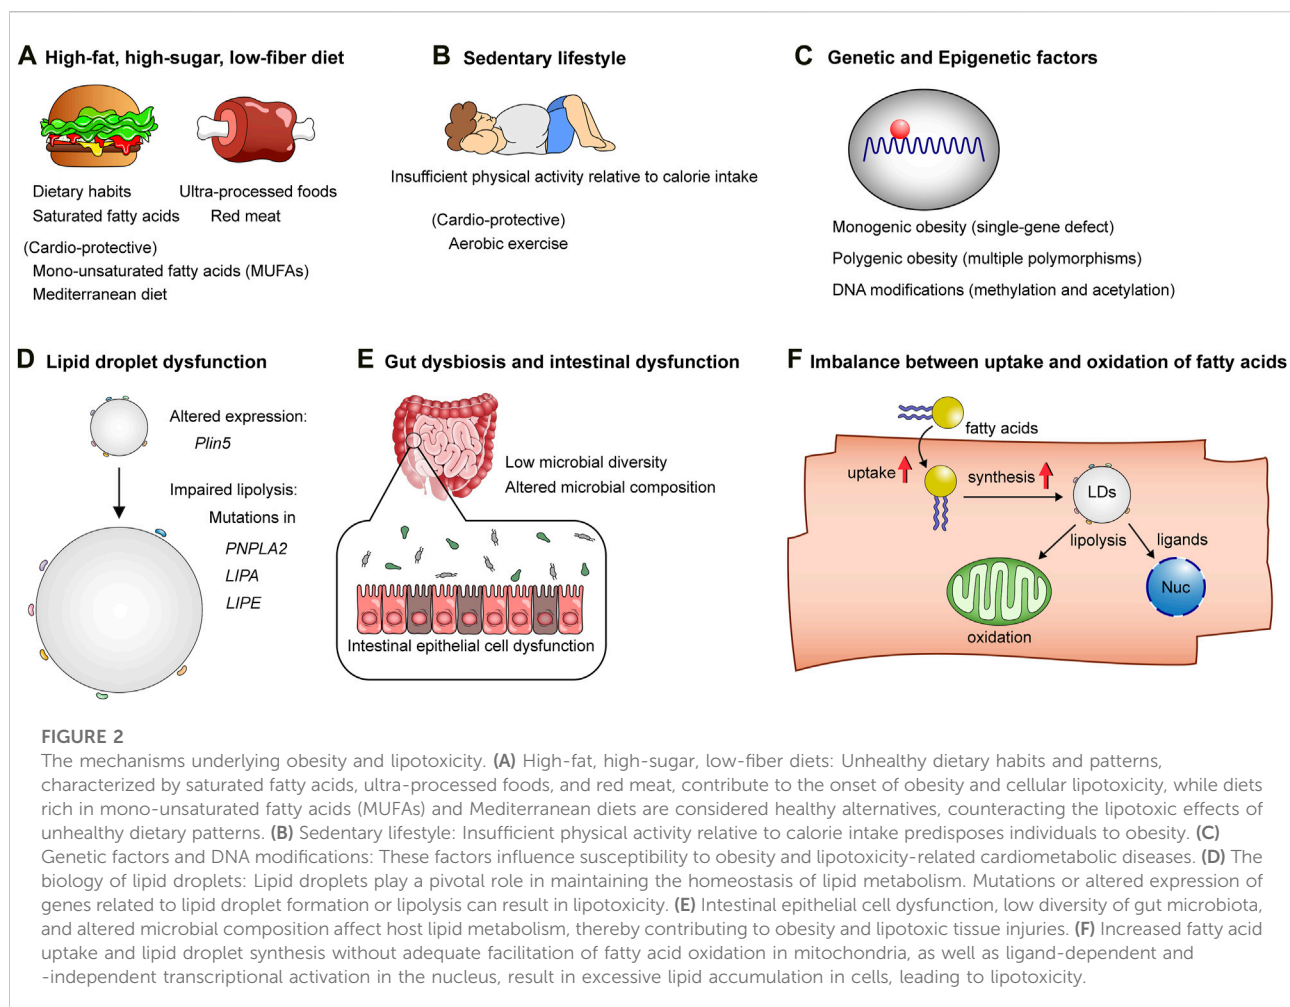 A High-fat, high-sugar, low-fiber diet
Dietary habits
Saturated fatty acids
Ultra-processed foods
Red meat
(Cardio-protective)
Mono-unsaturated fatty acids (MUFAs)
Mediterranean diet
B Sedentary lifestyle
Insufficient physical activity relative to calorie intake
(Cardio-protective)
Aerobic exercise
C Genetic and Epigenetic factors
Monogenic obesity (single-gene defect)
Polygenic obesity (multiple polymorphisms)
DNA modifications (methylation and acetylation)
D Lipid droplet dysfunction
Altered expression:
Plin5
Impaired lipolysis:
Mutations in
PNPLA2
LIPA
LIPE
E Gut dysbiosis and intestinal dysfunction
Low microbial diversity
Altered microbial composition
Intestinal epithelial cell dysfunction
F Imbalance between uptake and oxidation of fatty acids
fatty acids
uptake
synthesis
LDs
lipolysis
ligands
Nuc
oxidation
FIGURE 2
The mechanisms underlying obesity and lipotoxicity. (A) High-fat, high-sugar, low-fiber diets: Unhealthy dietary habits and patterns,
characterized by saturated fatty acids, ultra-processed foods, and red meat, contribute to the onset of obesity and cellular lipotoxicity, while diets
rich in mono-unsaturated fatty acids (MUFAs) and Mediterranean diets are considered healthy alternatives, counteracting the lipotoxic effects of
unhealthy dietary patterns. (B) Sedentary lifestyle: Insufficient physical activity relative to calorie intake predisposes individuals to obesity. (C)
Genetic factors and DNA modifications: These factors influence susceptibility to obesity and lipotoxicity-related cardiometabolic diseases. (D) The
biology of lipid droplets: Lipid droplets play a pivotal role in maintaining the homeostasis of lipid metabolism. Mutations or altered expression of
genes related to lipid droplet formation or lipolysis can result in lipotoxicity. (E) Intestinal epithelial cell dysfunction, low diversity of gut microbiota,
and altered microbial composition affect host lipid metabolism, thereby contributing to obesity and lipotoxic tissue injuries. (F) Increased fatty acid
uptake and lipid droplet synthesis without adequate facilitation of fatty acid oxidation in mitochondria, as well as ligand-dependent and
-independent transcriptional activation in the nucleus, result in excessive lipid accumulation in cells, leading to lipotoxicity.